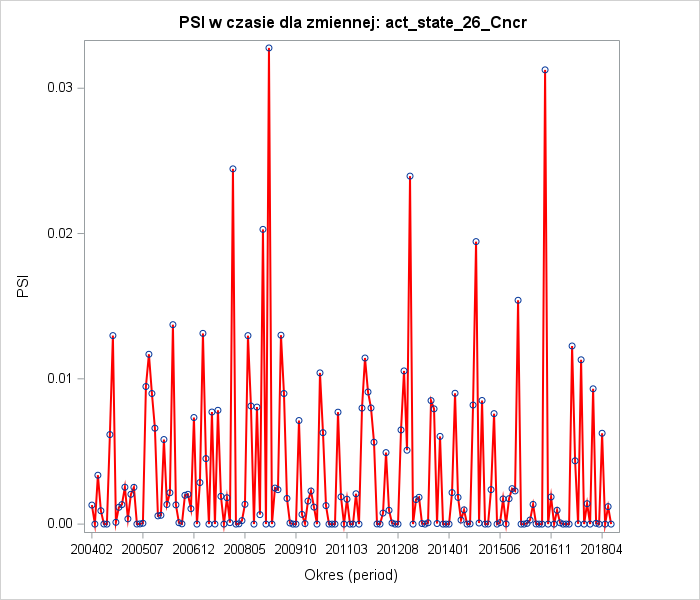 PSI w czasie dla zmiennej: act_state_26_Cncr
0.03
0.02
0.01
0.00
PSI
200402 200507 200612 200805 200910 201103 201208 201401 201506 201611 201804
Okres (period)